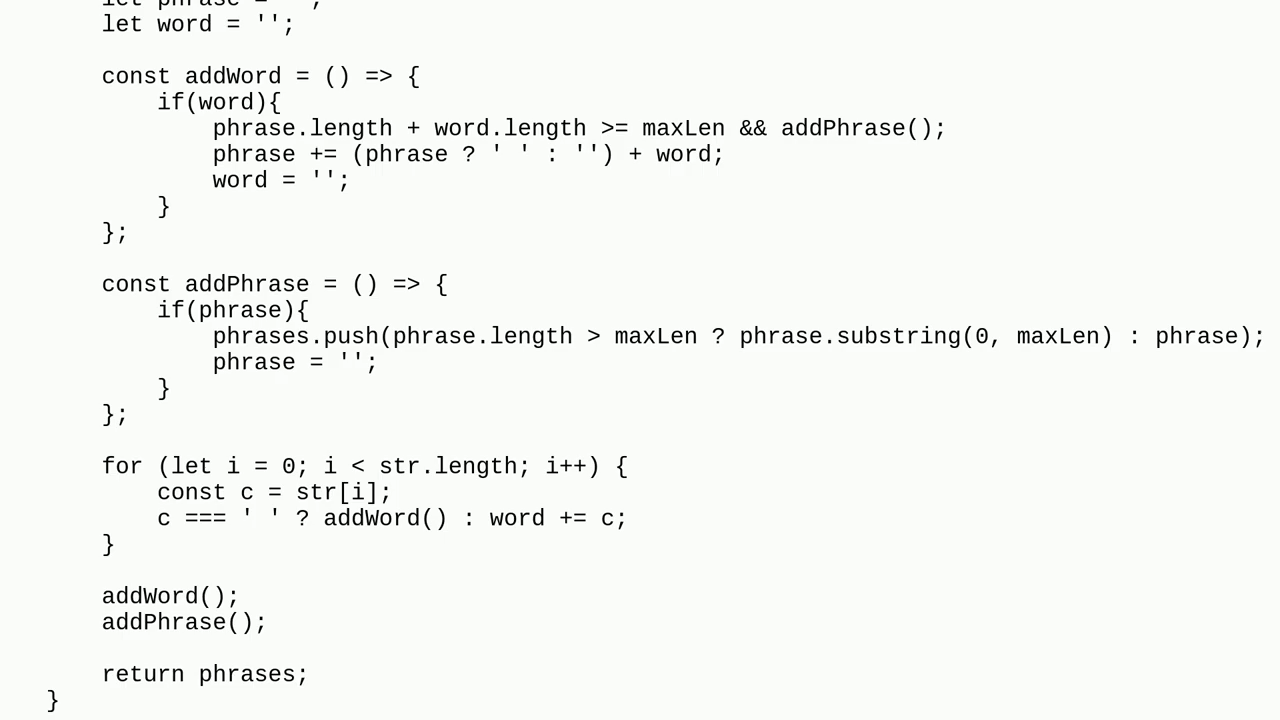 let phrase = '';
let word = '';
const addWord = () => {
if(word){
phrase.length + word.length >= maxLen && addPhrase();
phrase += (phrase ? ' ' : '') + word;
word = '';
}
};
const addPhrase = () => {
if(phrase){
phrases.push(phrase.length > maxLen ? phrase.substring(0, maxLen) : phrase);
phrase = '';
}
};
for (let i = 0; i < str.length; i++) {
const c = str[i];
c === ' ' ? addWord() : word += c;
}
addWord();
addPhrase();
return phrases;
}